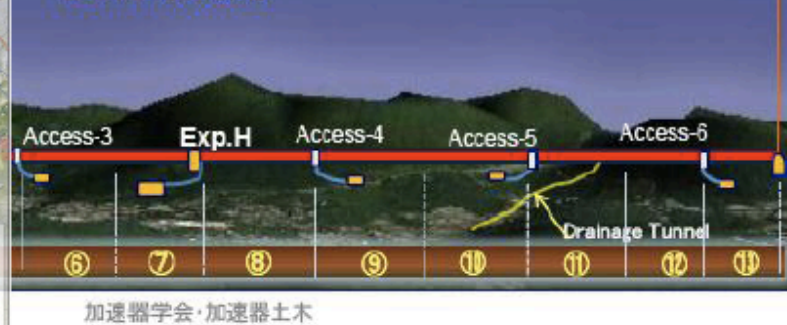 Access-3 Exp.H Access-4 Access-5 Access-6
Drainage Tunnel
⑥ ⑦ ⑧ ⑨ ⑩ ⑪ ⑫ ⑬
加速器学会・加速器土木